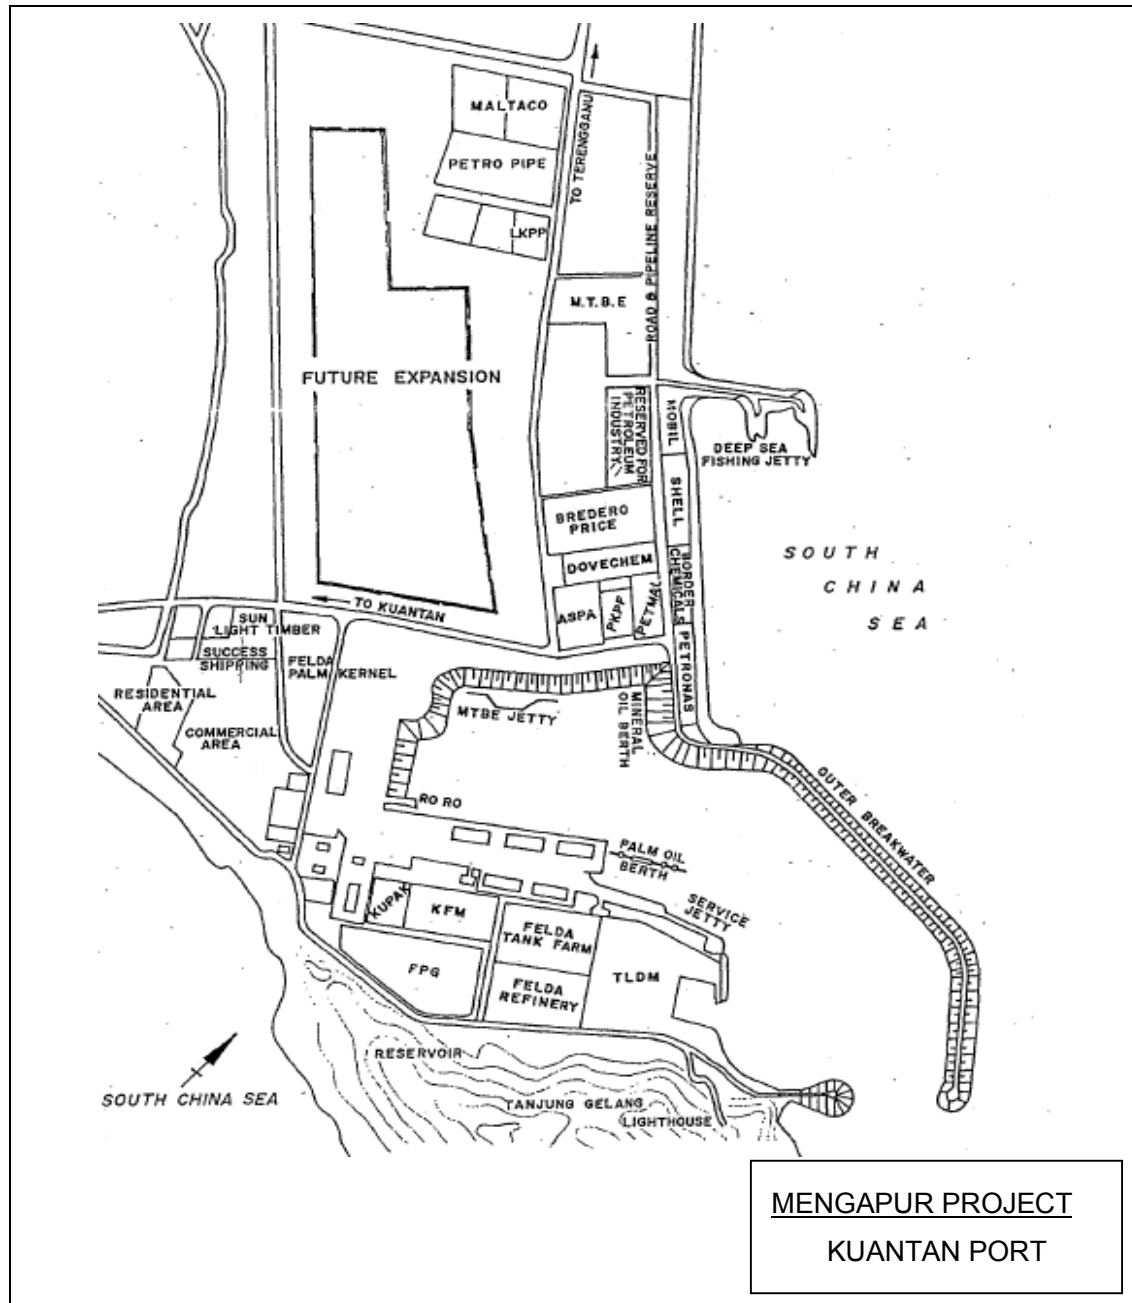 MALTACO
PETRO PIPE
LKPP
TO TERENGGANU
ROAD & PIPELINE RESERVE
M.T.B.E
FUTURE EXPANSION
RESERVED FOR
PETROLEUM
INDUSTRY
MOBIL
DEEP SEA
FISHING JETTY
SHELL
BREDERO
PRICE
DOVECHEM
BORDER
CHEMICALS
SOUTH
CHINA
SEA
ASPA
PKPP
PETMAL
PETRONAS
TO KUANTAN
SUN
LIGHT TIMBER
SUCCESS
SHIPPING
FELDA
PALM KERNEL
RESIDENTIAL
AREA
COMMERCIAL
AREA
MTBE JETTY
MINERAL
OIL BERTH
OUTER BREAKWATER
RO RO
PALM OIL
BERTH
SERVICE
JETTY
KUPAK
KFM
FELDA
TANK FARM
FPG
FELDA
REFINERY
TLDM
RESERVOIR
SOUTH CHINA SEA
TANJUNG GELANG
LIGHTHOUSE
MENGAPUR PROJECT
KUANTAN PORT